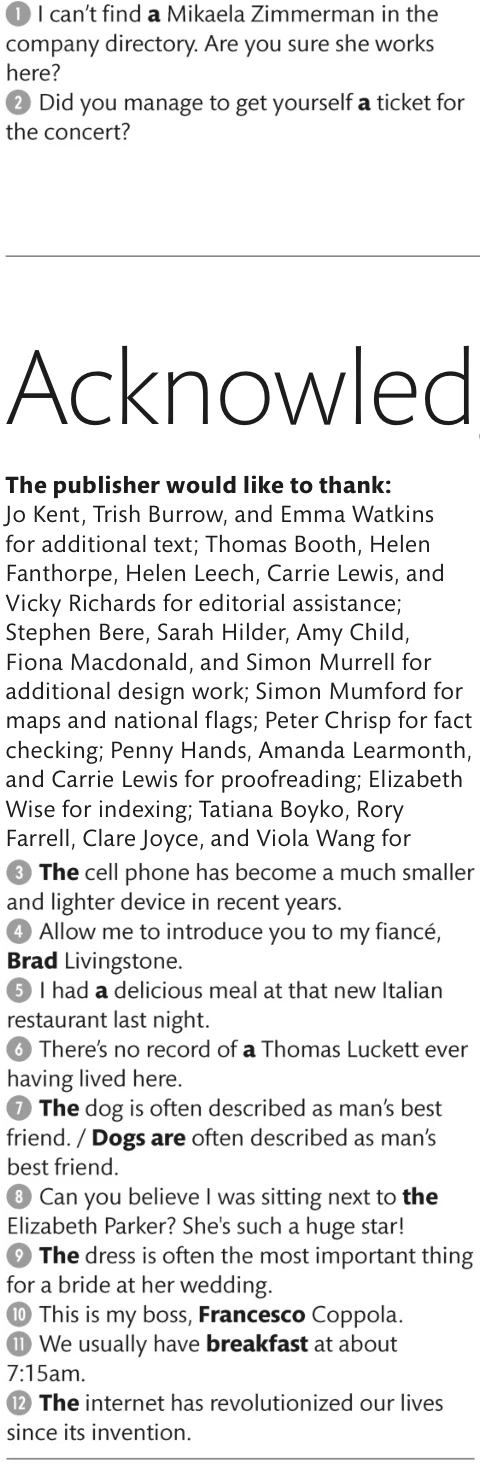 1 I can't find a Mikaela Zimmerman in the
company directory. Are you sure she works
here?
2 Did you manage to get yourself a ticket for
the concert?
Acknowled
The publisher would like to thank:
Jo Kent, Trish Burrow, and Emma Watkins
for additional text; Thomas Booth, Helen
Fanthorpe, Helen Leech, Carrie Lewis, and
Vicky Richards for editorial assistance;
Stephen Bere, Sarah Hilder, Amy Child,
Fiona Macdonald, and Simon Murrell for
additional design work; Simon Mumford for
maps and national flags; Peter Chrisp for fact
checking; Penny Hands, Amanda Learmonth,
and Carrie Lewis for proofreading; Elizabeth
Wise for indexing; Tatiana Boyko, Rory
Farrell, Clare Joyce, and Viola Wang for
3 The cell phone has become a much smaller
and lighter device in recent years.
4 Allow me to introduce you to my fiancé,
Brad Livingstone.
5 I had a delicious meal at that new Italian
restaurant last night.
6 There's no record of a Thomas Luckett ever
having lived here.
7 The dog is often described as man's best
friend. / Dogs are often described as man's
best friend.
8 Can you believe I was sitting next to the
Elizabeth Parker? She's such a huge star!
9 The dress is often the most important thing
for a bride at her wedding.
10 This is my boss, Francesco Coppola.
11 We usually have breakfast at about
7:15am.
12 The internet has revolutionized our lives
since its invention.